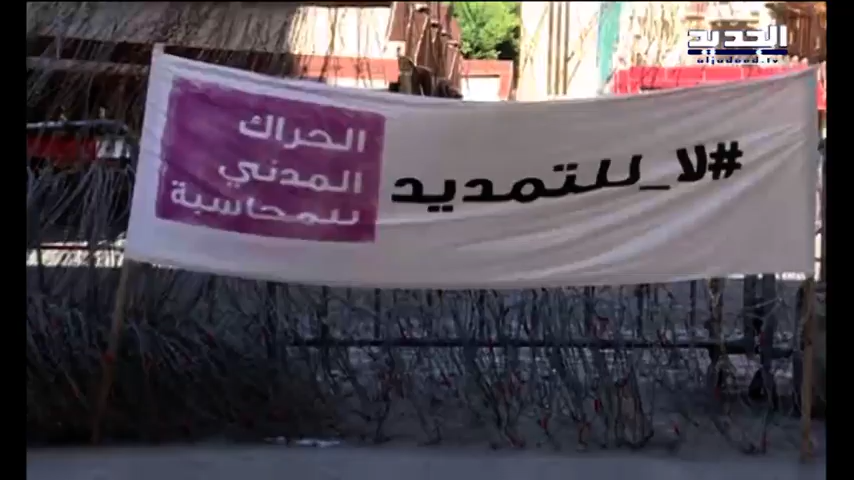 الجديد
aljadeed.tv
#لا_للتمديد
الحراك
المدني
للمحاسبة